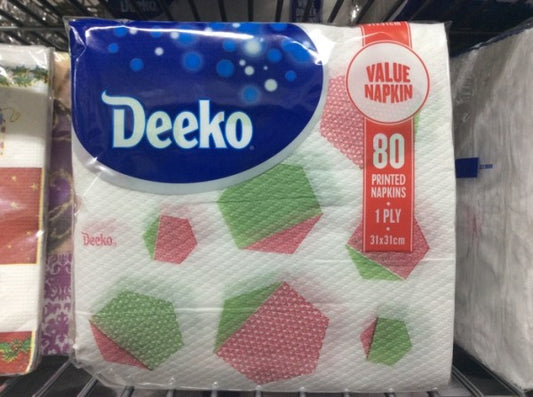 Deeko
VALUE
NAPKIN
80
PRINTED
NAPKINS
1 PLY
31x31cm
Deeko